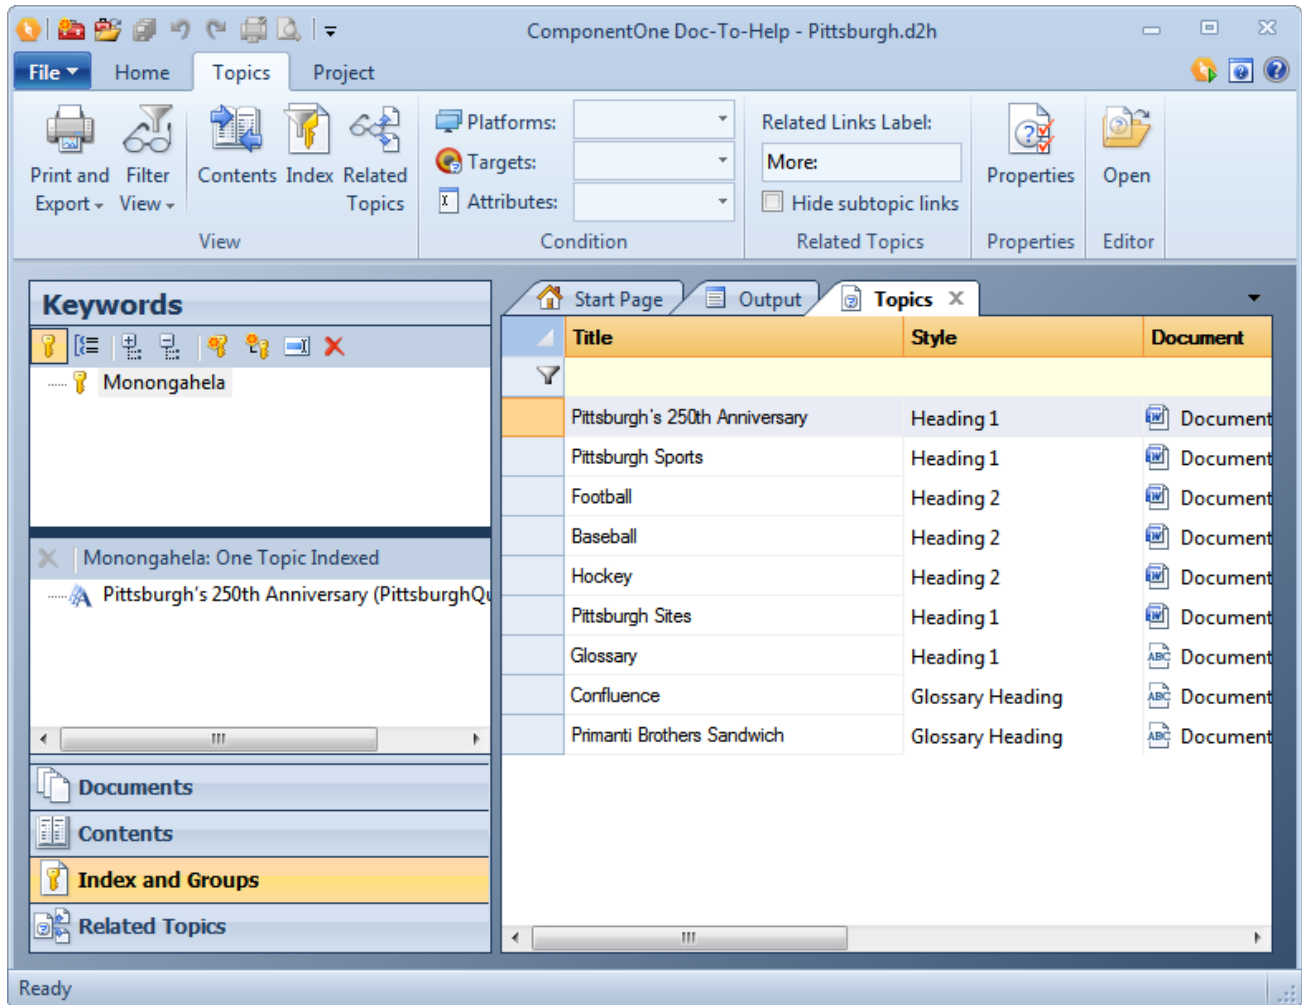 ComponentOne Doc-To-Help - Pittsburgh.d2h
File Home Topics Project
Print and Export Filter View Contents Index Related Topics
View
Platforms:
Targets:
Attributes:
Condition
Related Links Label:
More:
Hide subtopic links
Related Topics
Properties
Properties
Open
Editor
Keywords
Monongahela
Monongahela: One Topic Indexed
Pittsburgh's 250th Anniversary (PittsburghQu
Documents
Contents
Index and Groups
Related Topics
Start Page Output Topics
Title Style Document
Pittsburgh's 250th Anniversary Heading 1 Document
Pittsburgh Sports Heading 1 Document
Football Heading 2 Document
Baseball Heading 2 Document
Hockey Heading 2 Document
Pittsburgh Sites Heading 1 Document
Glossary Heading 1 Document
Confluence Glossary Heading Document
Primanti Brothers Sandwich Glossary Heading Document
Ready